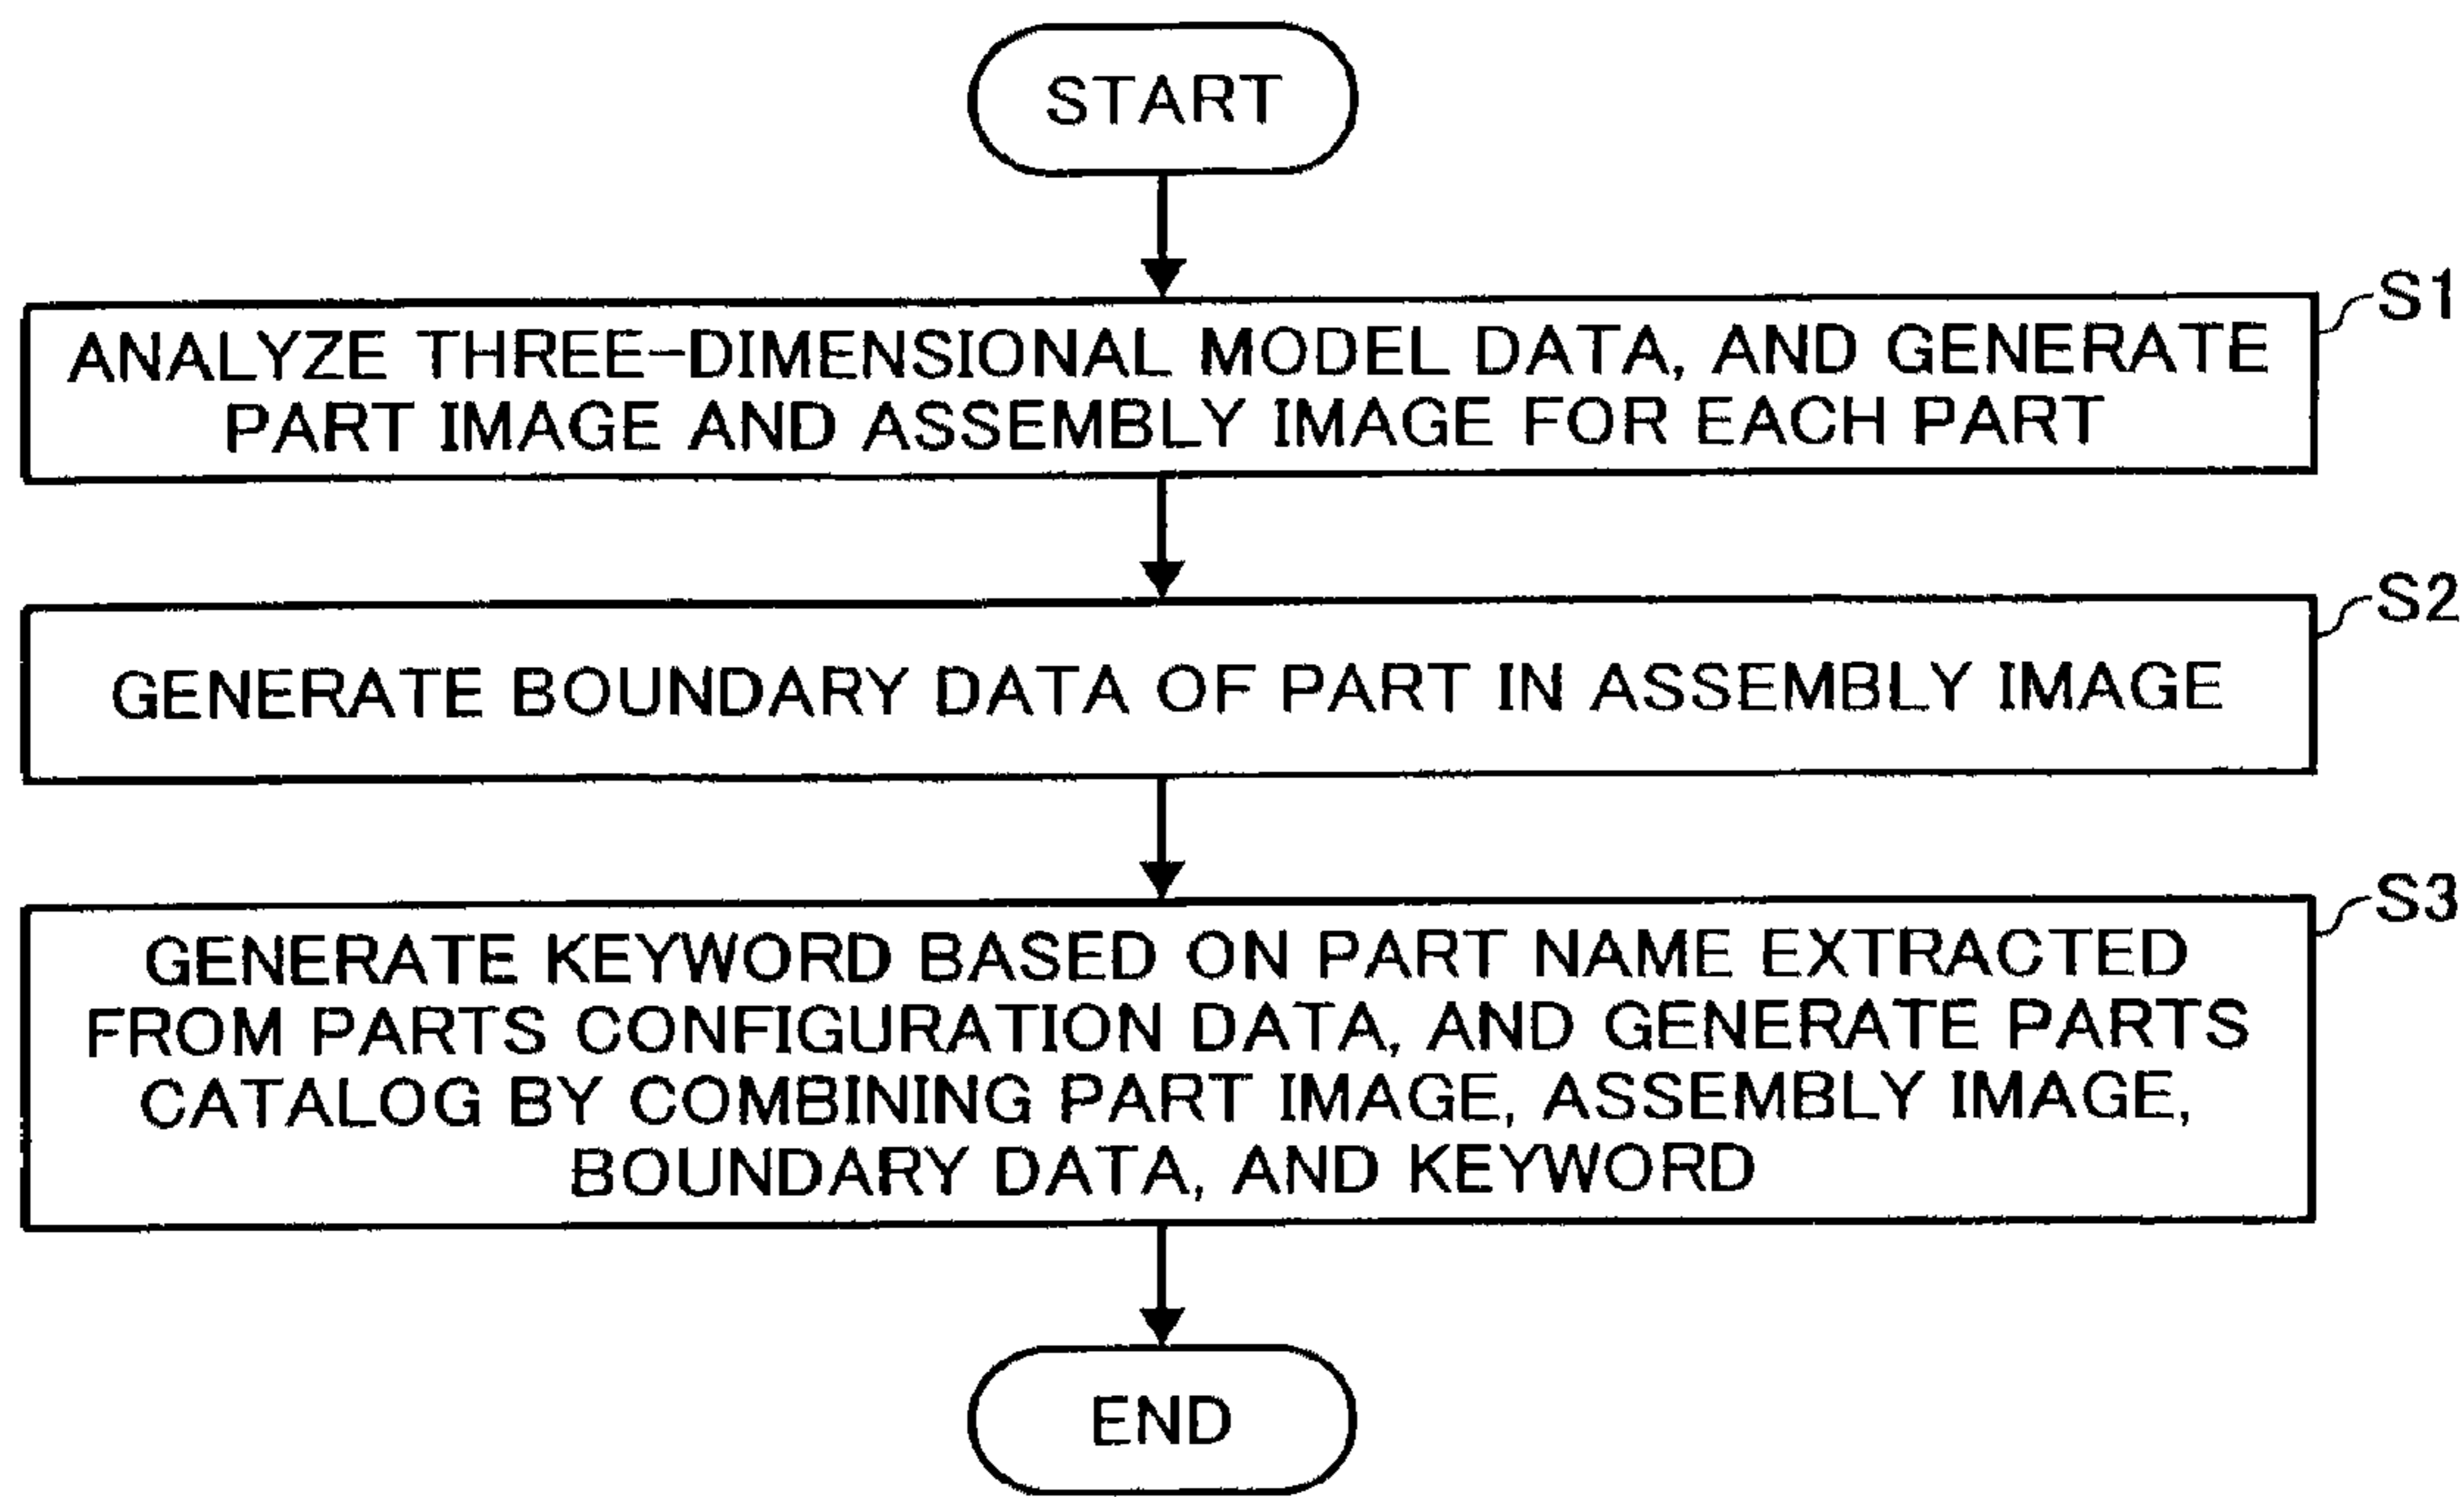 START
S1
ANALYZE THREE-DIMENSIONAL MODEL DATA, AND GENERATE
PART IMAGE AND ASSEMBLY IMAGE FOR EACH PART
S2
GENERATE BOUNDARY DATA OF PART IN ASSEMBLY IMAGE
S3
GENERATE KEYWORD BASED ON PART NAME EXTRACTED
FROM PARTS CONFIGURATION DATA, AND GENERATE PARTS
CATALOG BY COMBINING PART IMAGE, ASSEMBLY IMAGE,
BOUNDARY DATA, AND KEYWORD
END